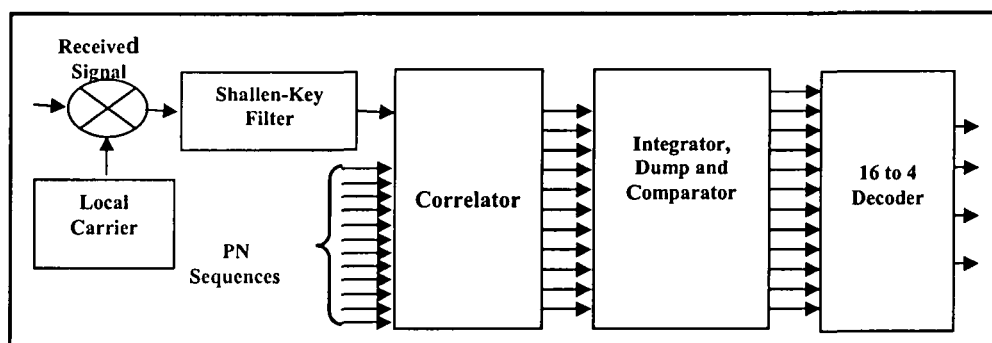 Received
Signal
Shallen-Key
Filter
Local
Carrier
PN
Sequences
Correlator
Integrator,
Dump and
Comparator
16 to 4
Decoder